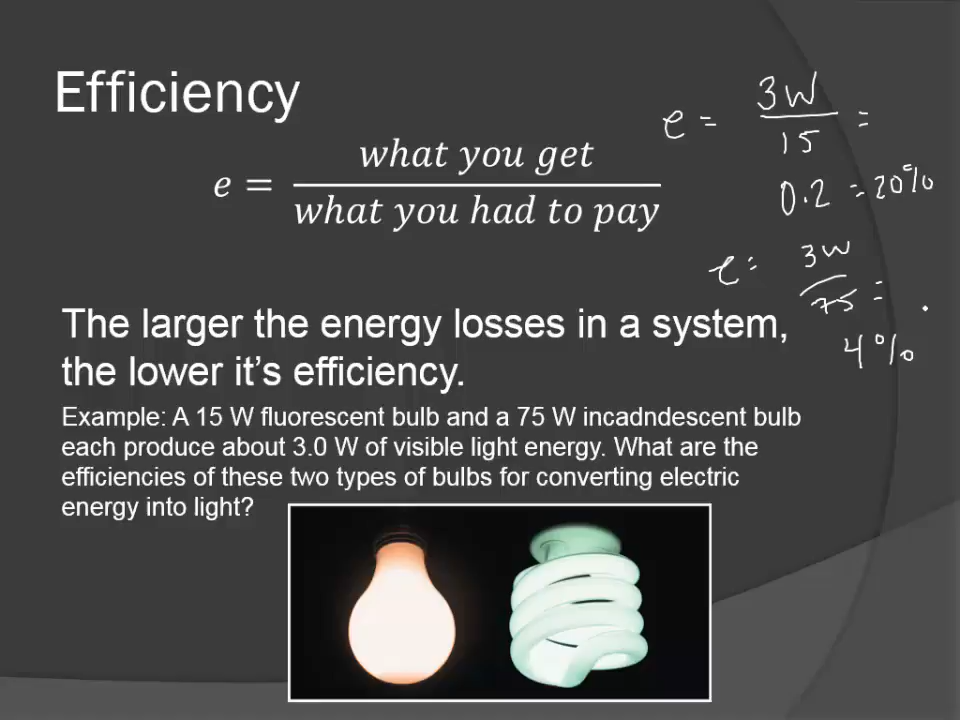 Efficiency
e = what you get
what you had to pay
e = 3W =
15
0.2 = 20%
e = 3W
75 =
4%
The larger the energy losses in a system,
the lower it's efficiency.
Example: A 15 W fluorescent bulb and a 75 W incadndescent bulb
each produce about 3.0 W of visible light energy. What are the
efficiencies of these two types of bulbs for converting electric
energy into light?